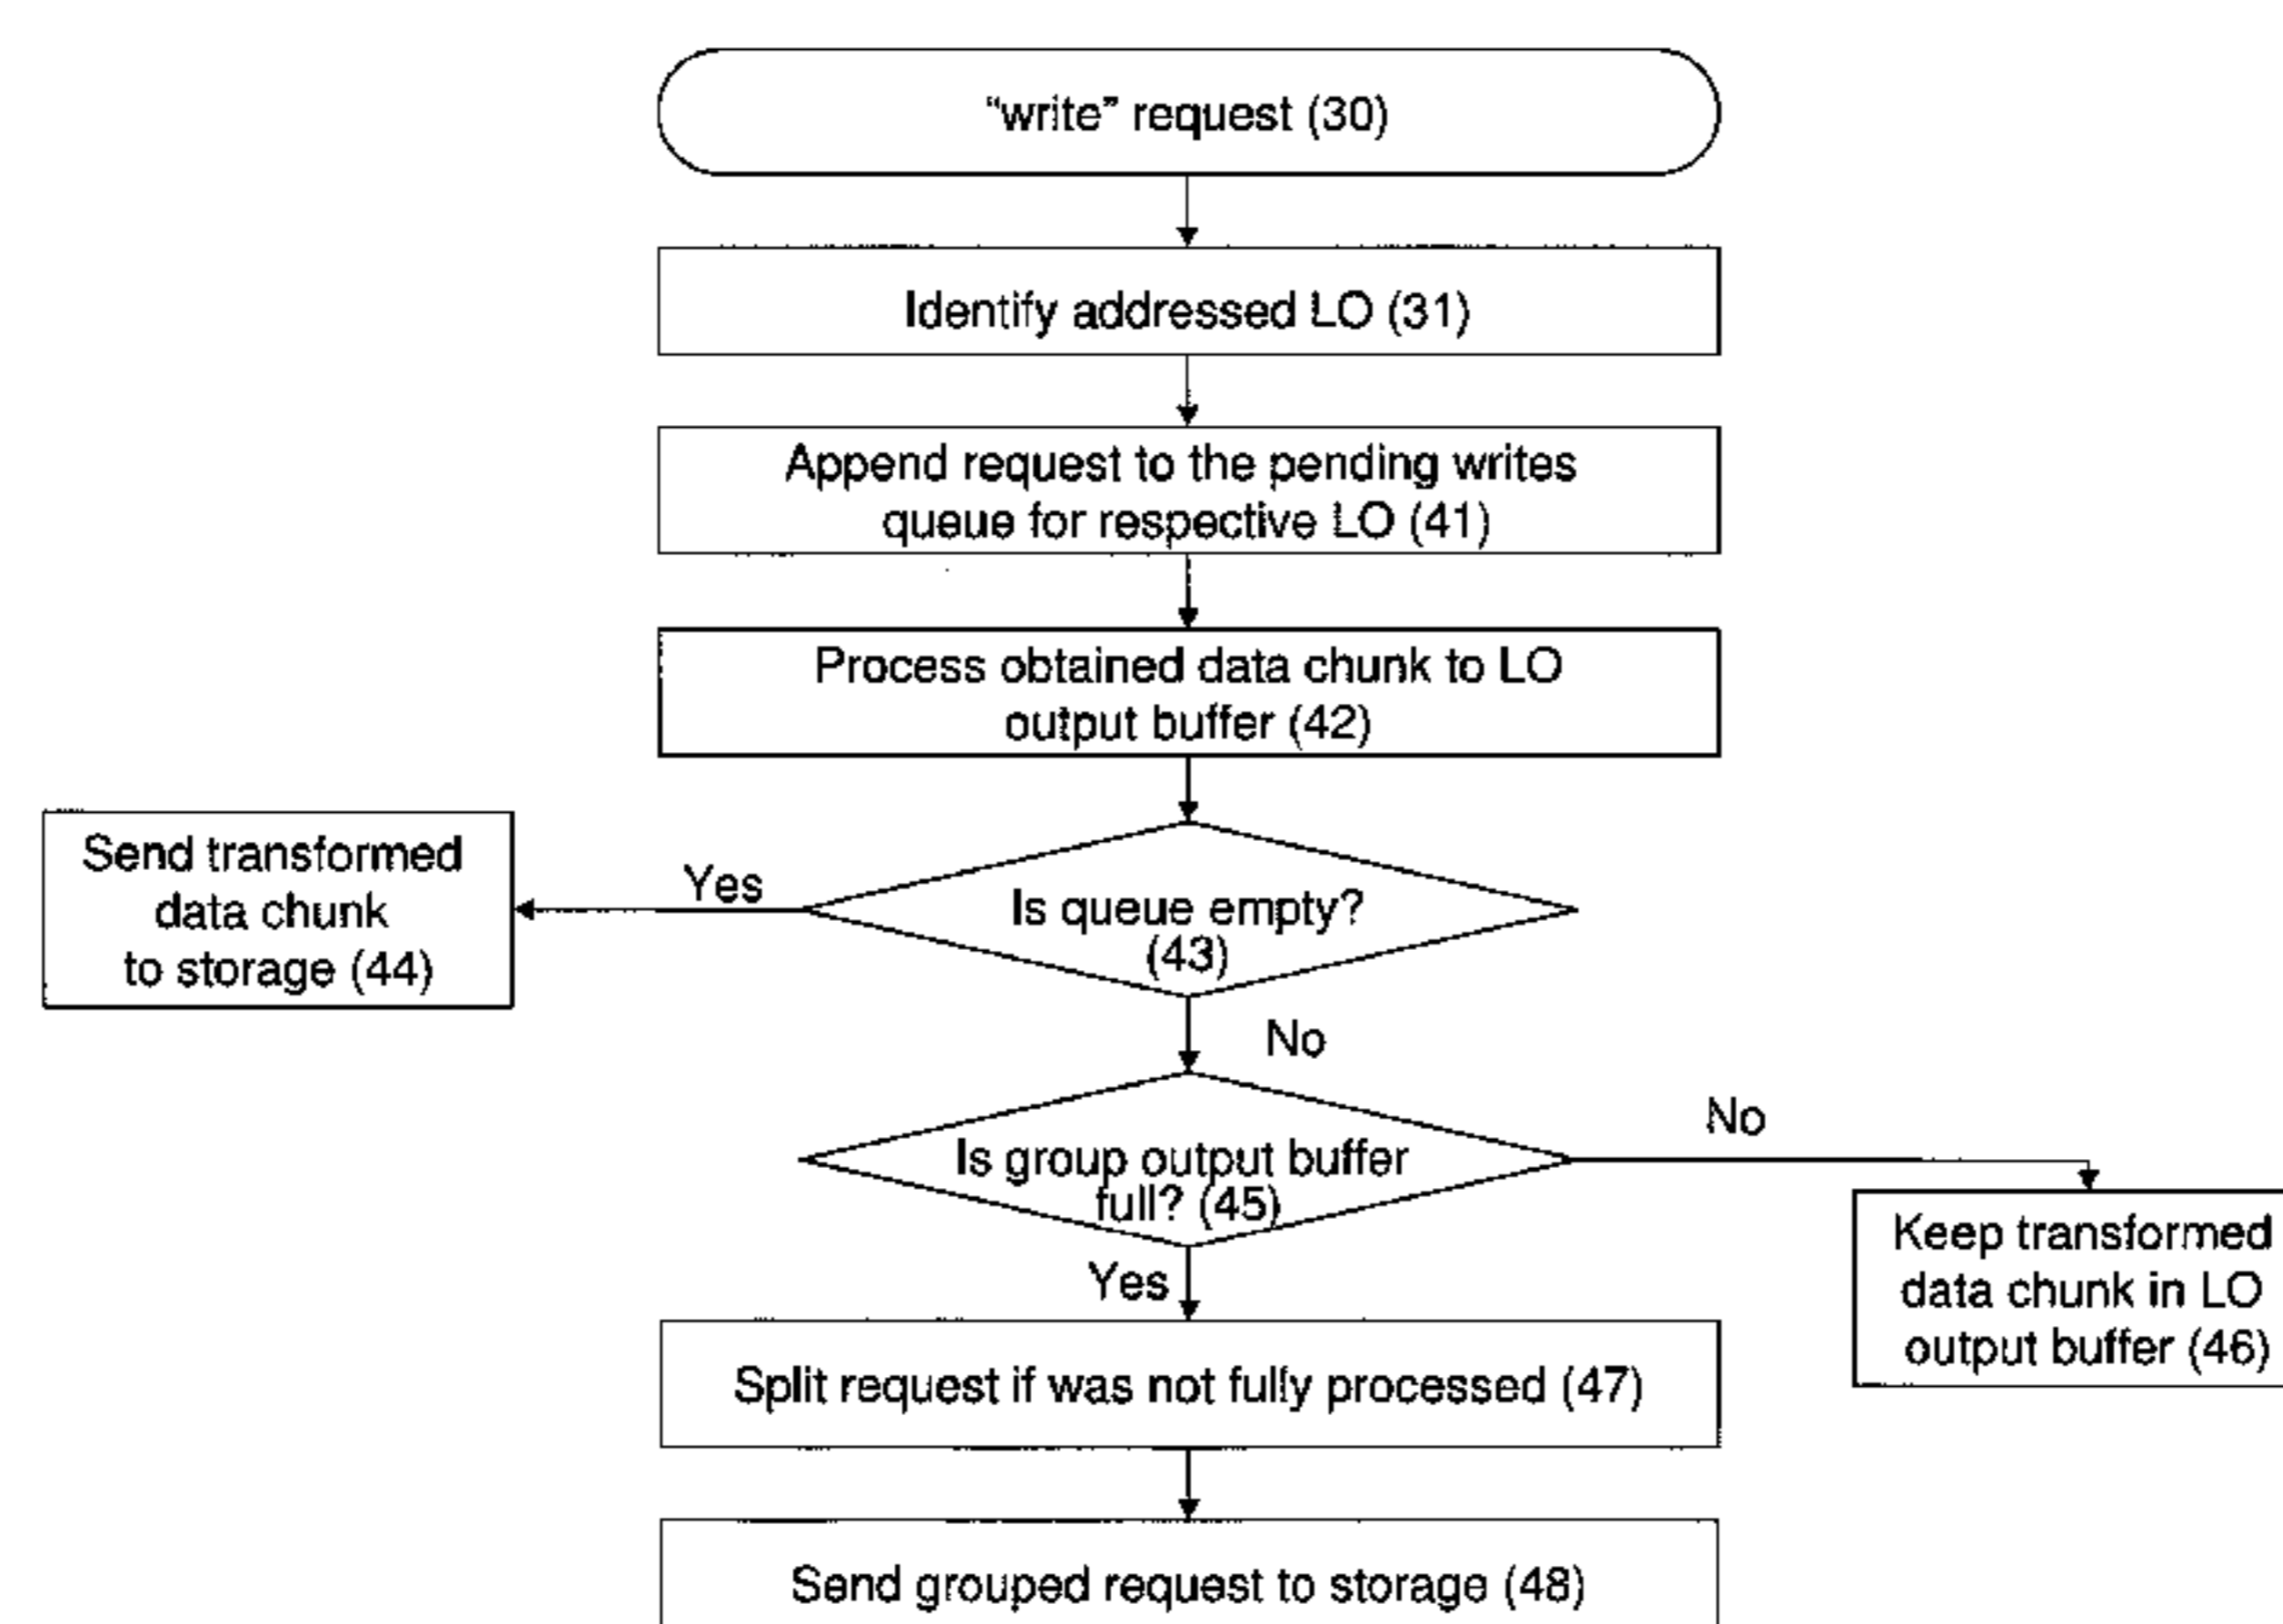 “write” request (30)
Identify addressed LO (31)
Append request to the pending writes
queue for respective LO (41)
Process obtained data chunk to LO
output buffer (42)
Send transformed
data chunk
to storage (44)
Yes
Is queue empty?
(43)
No
Is group output buffer
full? (45)
No
Keep transformed
data chunk in LO
output buffer (46)
Yes
Split request if was not fully processed (47)
Send grouped request to storage (48)